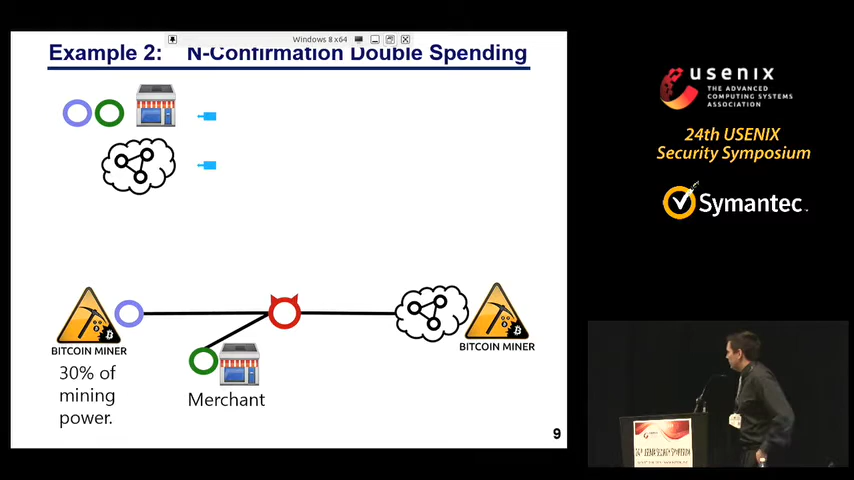 Windows 8 x64
Example 2: N-Confirmation Double Spending
BITCOIN MINER
30% of
mining
power.
Merchant
BITCOIN MINER
9
usenix
THE ADVANCED
COMPUTING SYSTEMS
ASSOCIATION
24th USENIX
Security Symposium
Symantec.